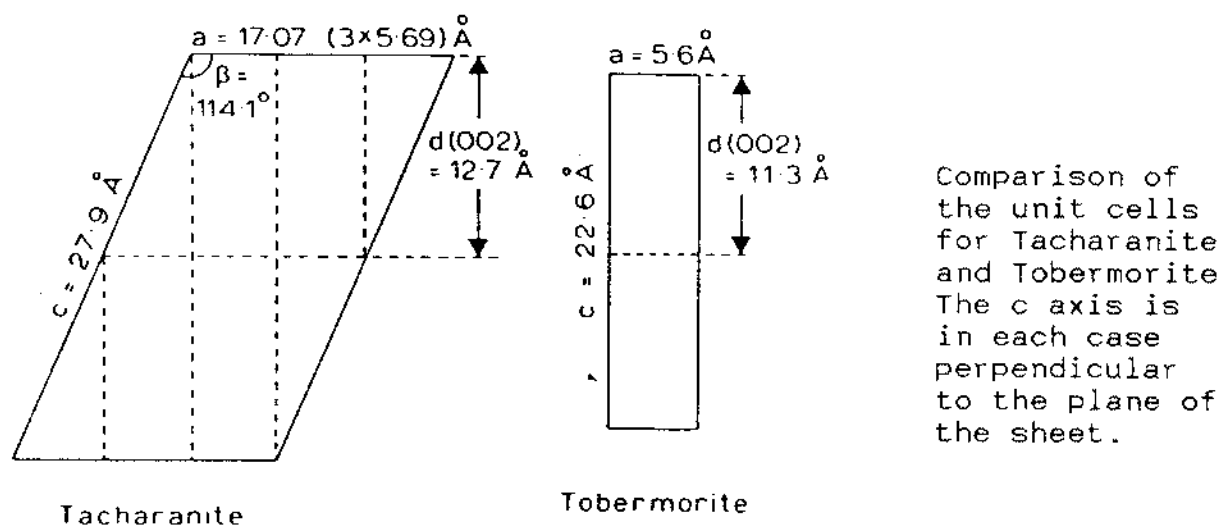 a = 17·07 (3×5·69) Å
β =
114·1°
c = 27·9 Å
d(002)
= 12·7 Å
Tacharanite
a = 5·6 Å
c = 22·6 Å
d(002)
= 11·3 Å
Tobermorite
Comparison of
the unit cells
for Tacharanite
and Tobermorite
The c axis is
in each case
perpendicular
to the plane of
the sheet.